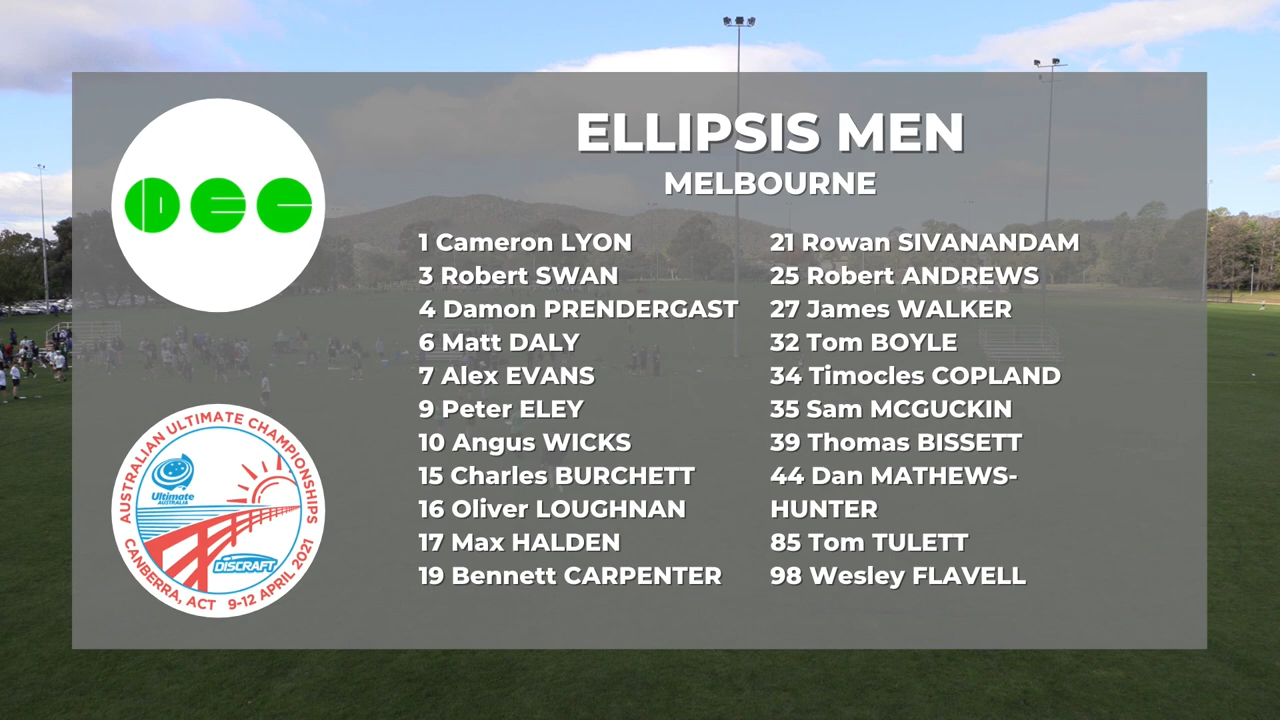 ELLIPSIS MEN
MELBOURNE
1 Cameron LYON
3 Robert SWAN
4 Damon PRENDERGAST
6 Matt DALY
7 Alex EVANS
9 Peter ELEY
10 Angus WICKS
15 Charles BURCHETT
16 Oliver LOUGHNAN
17 Max HALDEN
19 Bennett CARPENTER
21 Rowan SIVANANDAM
25 Robert ANDREWS
27 James WALKER
32 Tom BOYLE
34 Timocles COPLAND
35 Sam MCGUCKIN
39 Thomas BISSETT
44 Dan MATHEWS-
HUNTER
85 Tom TULETT
98 Wesley FLAVELL
AUSTRALIAN ULTIMATE CHAMPIONSHIPS
Ultimate
AUSTRALIA
DISCRAFT
CANBERRA, ACT 9-12 APRIL 2021